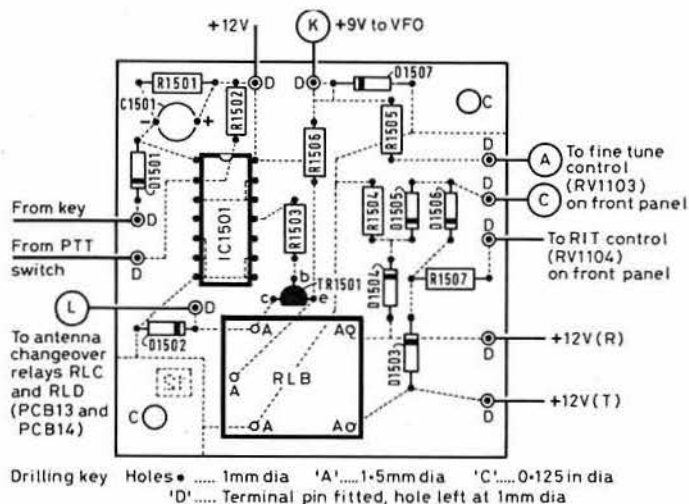 +12V
K
+9V to VFO
D
D
D1507
R1501
C1501
R1502
R1506
R1505
C
- +
D
A
To fine tune
control
(RV1103)
on front panel
D1501
IC1501
R1503
R1504
D1505
D1506
D
C
From key
D
From PTT
switch
D
D
To RIT control
(RV1104)
on front panel
b
TR1501
c
e
D1504
R1507
L
D
To antenna
changeover
relays RLC
and RLD
(PCB13 and
PCB14)
D1502
A
A
RLB
A
D1503
D
+12V(R)
C
A
A
D
+12V(T)
Drilling key Holes ● ..... 1mm dia 'A'.....1·5mm dia 'C'.....0·125in dia
'D'..... Terminal pin fitted, hole left at 1mm dia